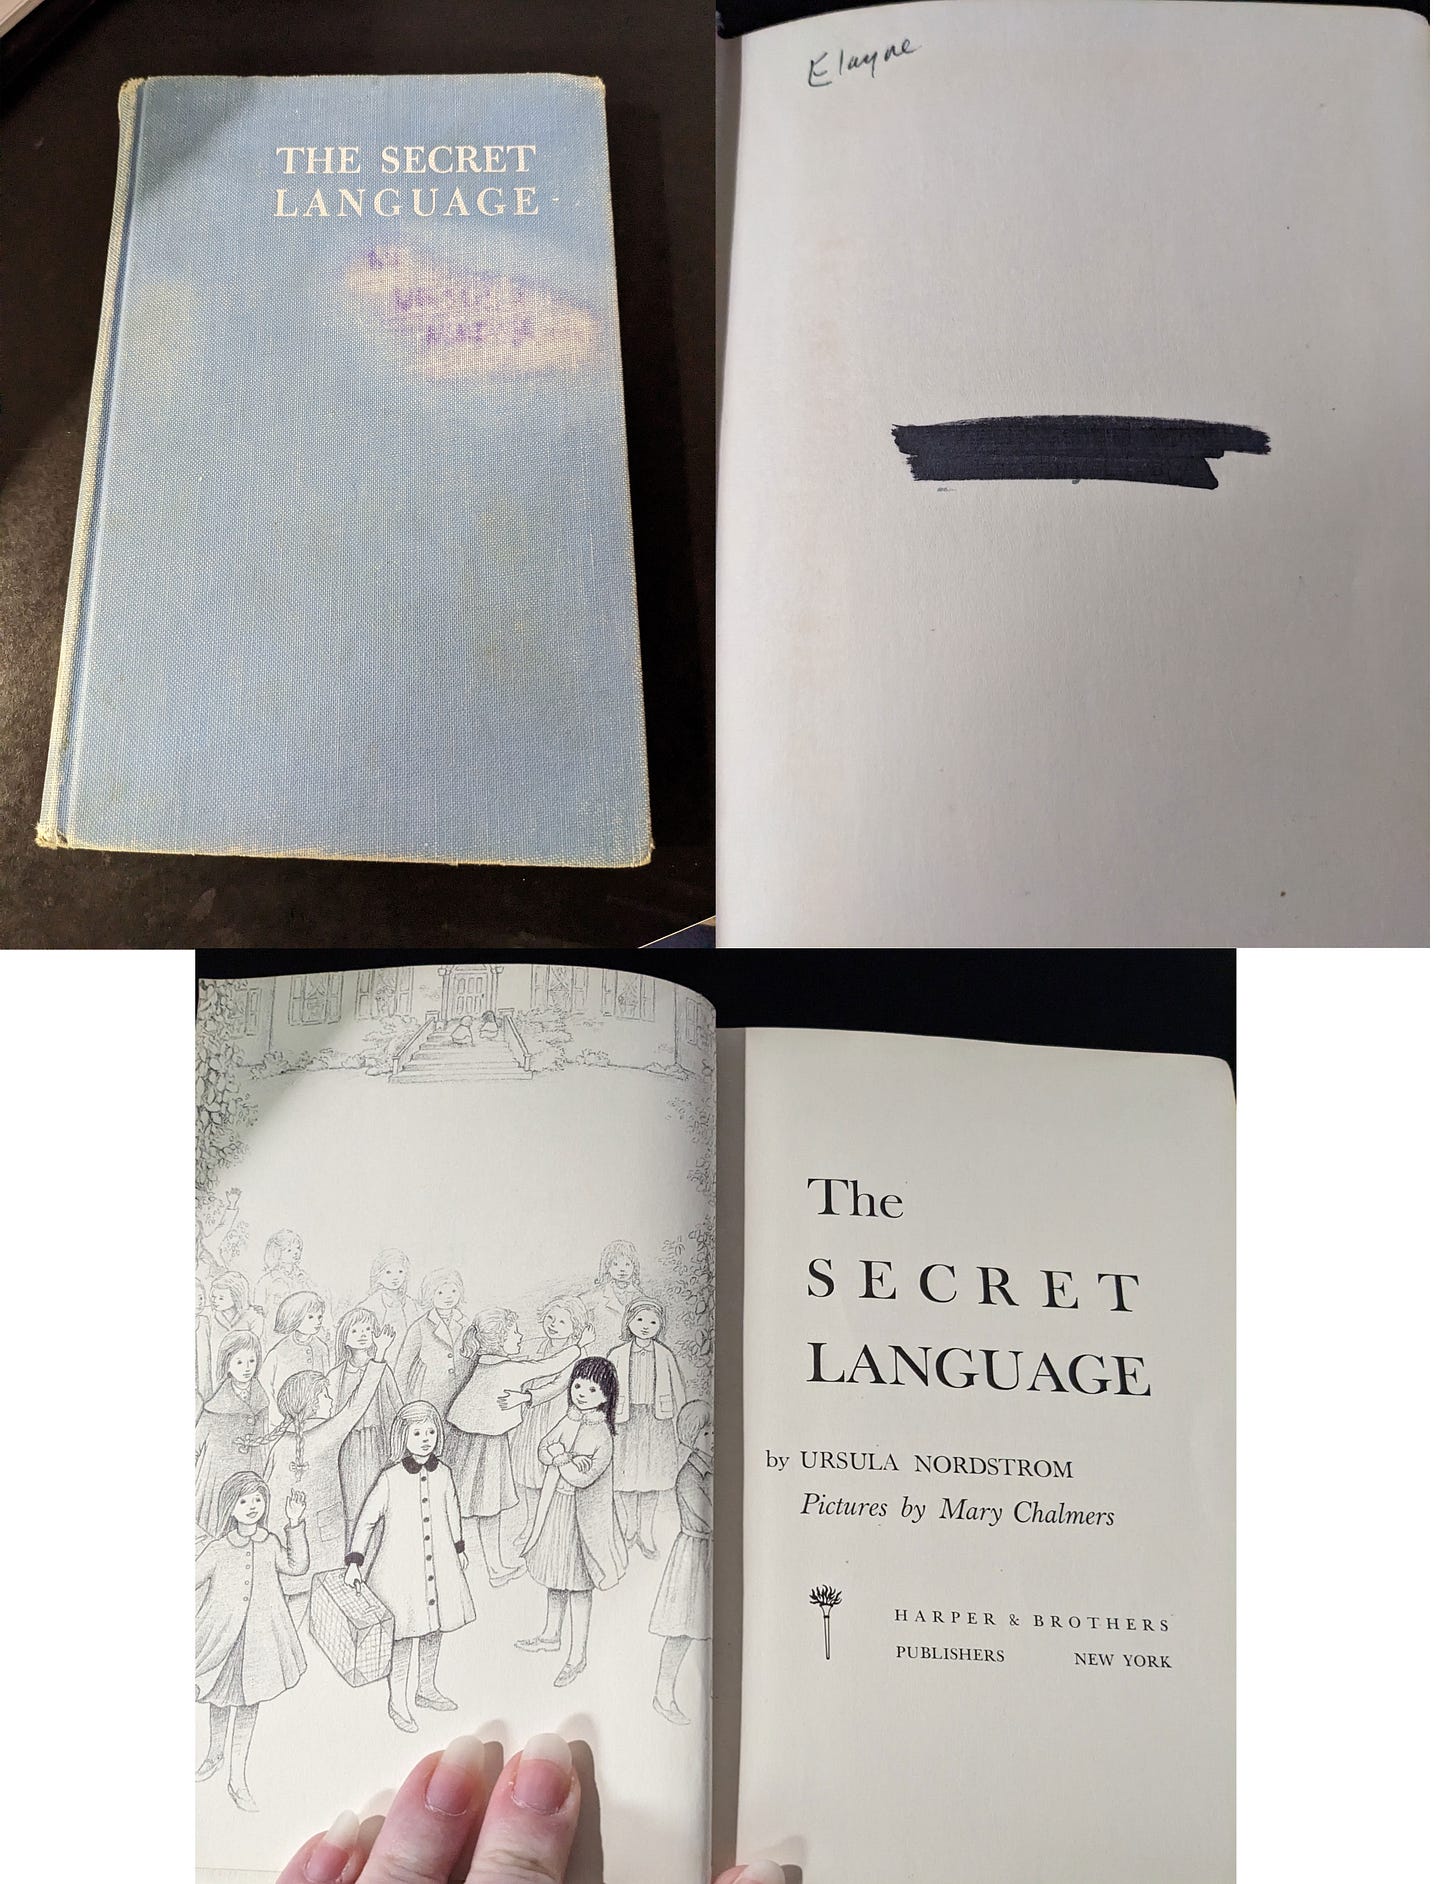 THE SECRET
LANGUAGE
Elayne
The
SECRET
LANGUAGE
by URSULA NORDSTROM
Pictures by Mary Chalmers
HARPER & BROTHERS
PUBLISHERS NEW YORK